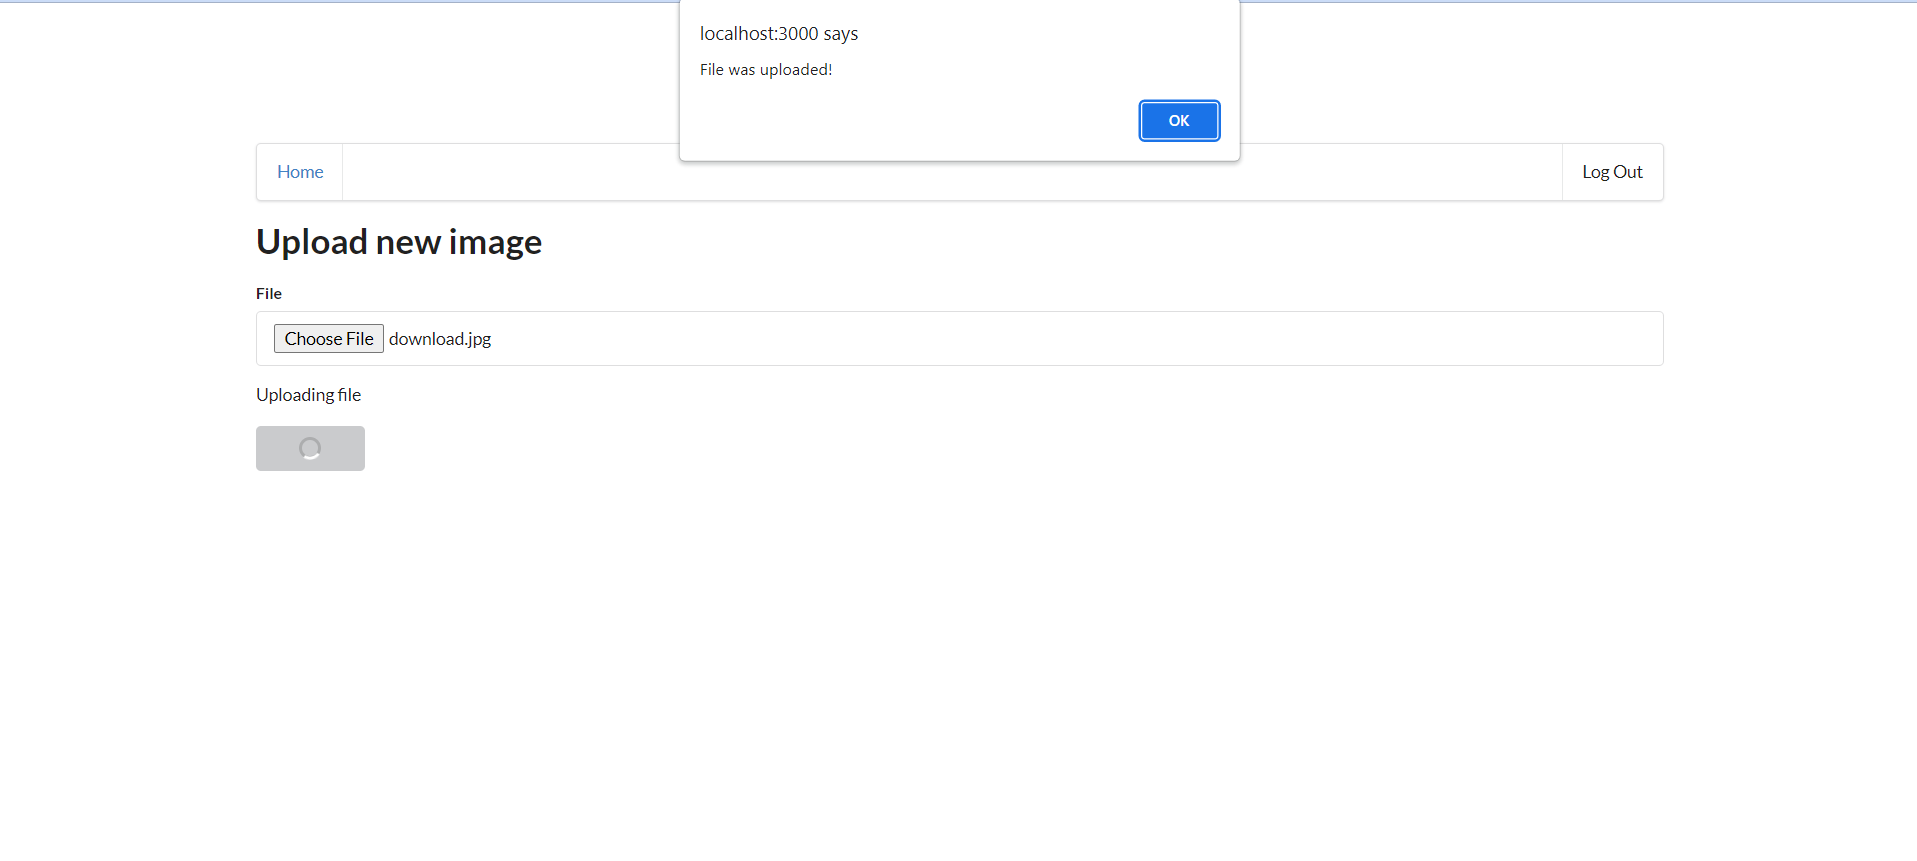 localhost:3000 says
File was uploaded!
OK
Home
Log Out
Upload new image
File
Choose File download.jpg
Uploading file